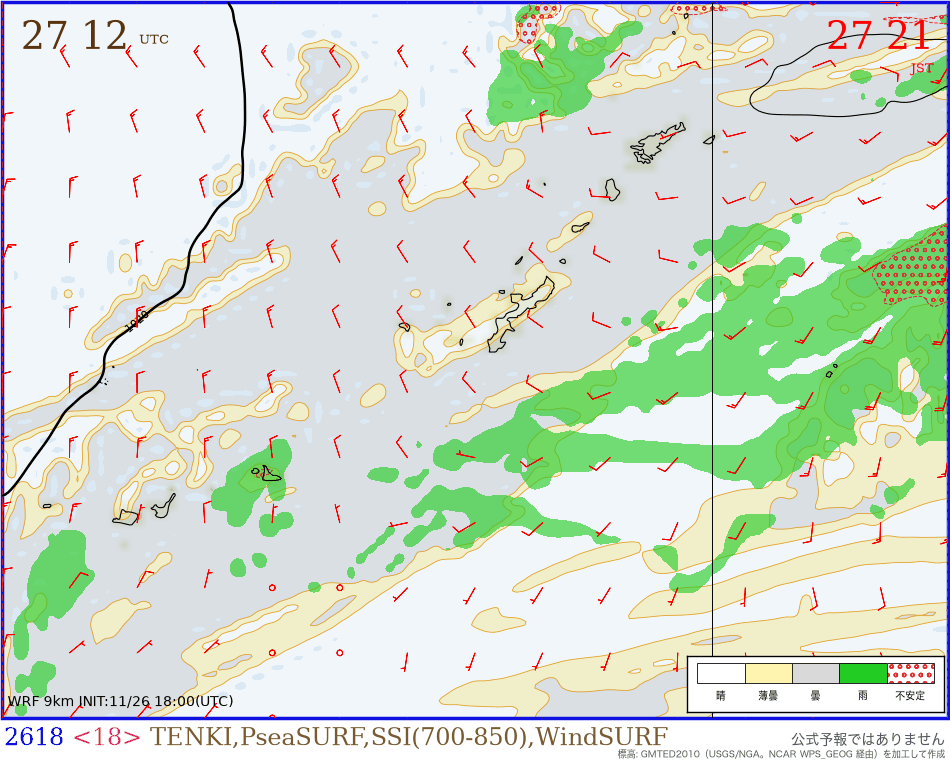 27 12 UTC
27 21
JST
1020
WRF 9km INIT:11/26 18:00(UTC)
晴 薄曇 曇 雨 不安定
2618 <18> TENKI,PseaSURF,SSI(700-850),WindSURF
公式予報ではありません
標高: GMTED2010（USGS/NGA。NCAR WPS_GEOG 経由）を加工して作成